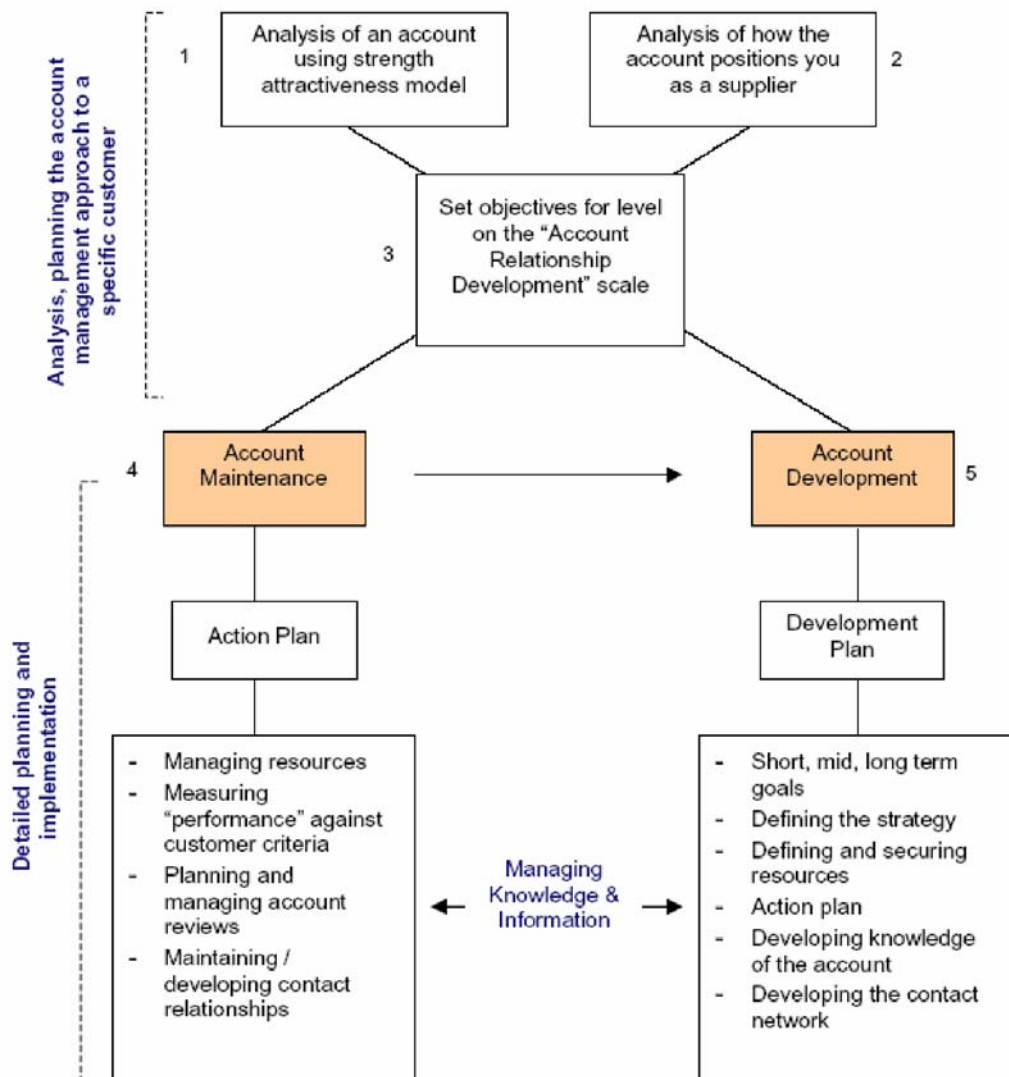 Analysis, planning the account
management approach to a
specific customer
1
Analysis of an account
using strength
attractiveness model
Analysis of how the
account positions you
as a supplier
2
3
Set objectives for level
on the “Account
Relationship
Development” scale
4
Account
Maintenance
Account
Development
5
Detailed planning and
implementation
Action Plan
Development
Plan
- Managing resources
- Measuring
“performance” against
customer criteria
- Planning and
managing account
reviews
- Maintaining /
developing contact
relationships
Managing
Knowledge &
Information
- Short, mid, long term
goals
- Defining the strategy
- Defining and securing
resources
- Action plan
- Developing knowledge
of the account
- Developing the contact
network